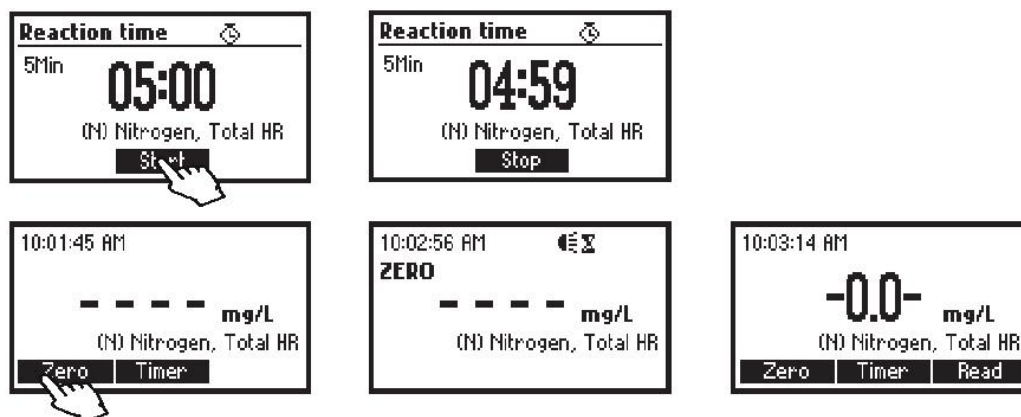 Reaction time
5Min
05:00
(N) Nitrogen, Total HR
Start
Reaction time
5Min
04:59
(N) Nitrogen, Total HR
Stop
10:01:45 AM
- - - - mg/L
(N) Nitrogen, Total HR
Zero Timer
10:02:56 AM
ZERO
- - - - mg/L
(N) Nitrogen, Total HR
10:03:14 AM
-0.0- mg/L
(N) Nitrogen, Total HR
Zero Timer Read